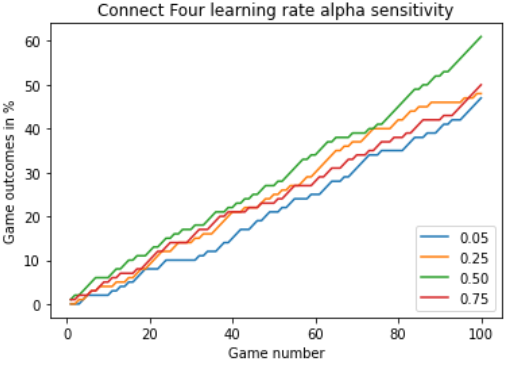 Connect Four learning rate alpha sensitivity
Game outcomes in %
60
50
40
30
20
10
0
0.05
0.25
0.50
0.75
0 20 40 60 80 100
Game number